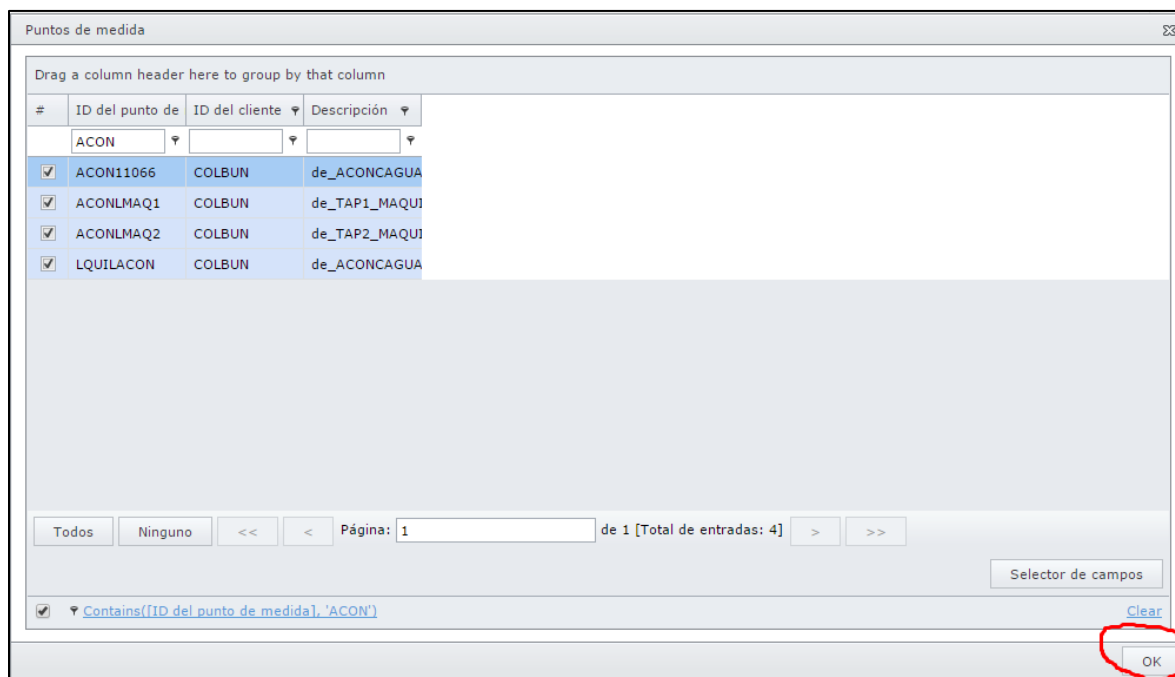 Puntos de medida
Drag a column header here to group by that column
# ID del punto de ID del cliente Descripción
ACON
ACON11066 COLBUN de_ACONCAGUA
ACONLMAQ1 COLBUN de_TAP1_MAQUI
ACONLMAQ2 COLBUN de_TAP2_MAQUI
LQUILACON COLBUN de_ACONCAGUA
Todos Ninguno << < Página: 1 de 1 [Total de entradas: 4] > >>
Selector de campos
Contains([ID del punto de medida], 'ACON') Clear
OK